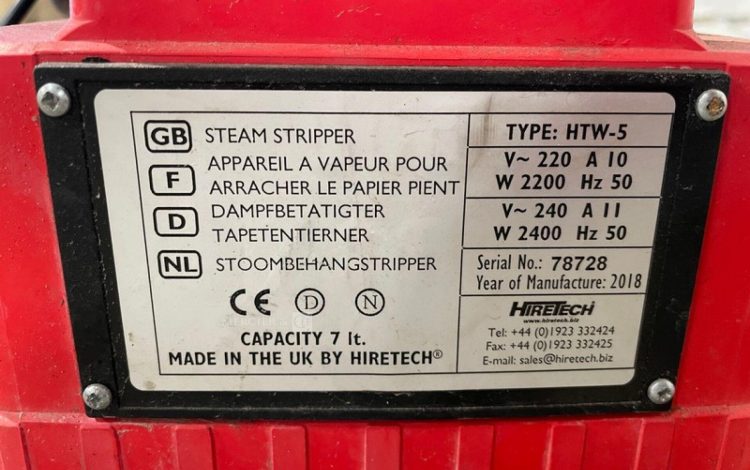 GB STEAM STRIPPER
F APPAREIL A VAPEUR POUR
ARRACHER LE PAPIER PIENT
D DAMPFBETATIGTER
TAPETENTIERNER
NL STOOMBEHANGSTRIPPER
CE D N
CAPACITY 7 lt.
MADE IN THE UK BY HIRETECH®
TYPE: HTW-5
V~ 220 A 10
W 2200 Hz 50
V~ 240 A 11
W 2400 Hz 50
Serial No.: 78728
Year of Manufacture: 2018
HIRETECH
www.hiretech.biz
Tel: +44 (0)1923 332424
Fax: +44 (0)1923 332425
E-mail: sales@hiretech.biz